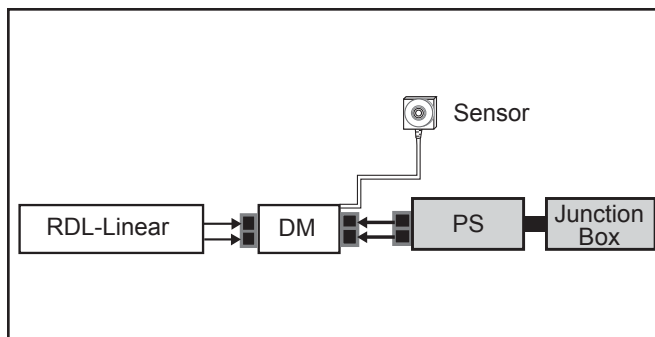 Sensor
RDL-Linear
DM
PS
Junction
Box